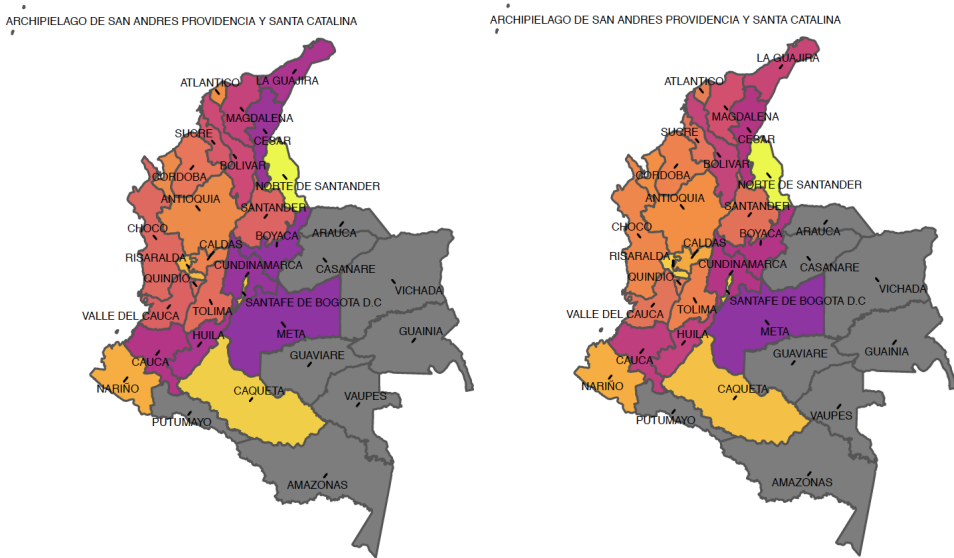 ARCHIPIELAGO DE SAN ANDRES PROVIDENCIA Y SANTA CATALINA
LA GUAJIRA
ATLANTICO
MAGDALENA
SUCRE
CESAR
BOLIVAR
CORDOBA
NORTE DE SANTANDER
ANTIOQUIA
SANTANDER
CHOCO
BOYACA
ARAUCA
CALDAS
RISARALDA
CUNDINAMARCA
CASANARE
QUINDIO
VICHADA
SANTAFE DE BOGOTA D.C
TOLIMA
VALLE DEL CAUCA
GUAINIA
HUILA
META
CAUCA
GUAVIARE
NARIÑO
CAQUETA
VAUPES
PUTUMAYO
AMAZONAS
ARCHIPIELAGO DE SAN ANDRES PROVIDENCIA Y SANTA CATALINA
LA GUAJIRA
ATLANTICO
MAGDALENA
SUCRE
CESAR
BOLIVAR
CORDOBA
NORTE DE SANTANDER
ANTIOQUIA
SANTANDER
CHOCO
BOYACA
ARAUCA
CALDAS
RISARALDA
CUNDINAMARCA
CASANARE
QUINDIO
VICHADA
SANTAFE DE BOGOTA D.C
TOLIMA
VALLE DEL CAUCA
META
HUILA
GUAINIA
GUAVIARE
CAUCA
NARIÑO
CAQUETA
VAUPES
PUTUMAYO
AMAZONAS